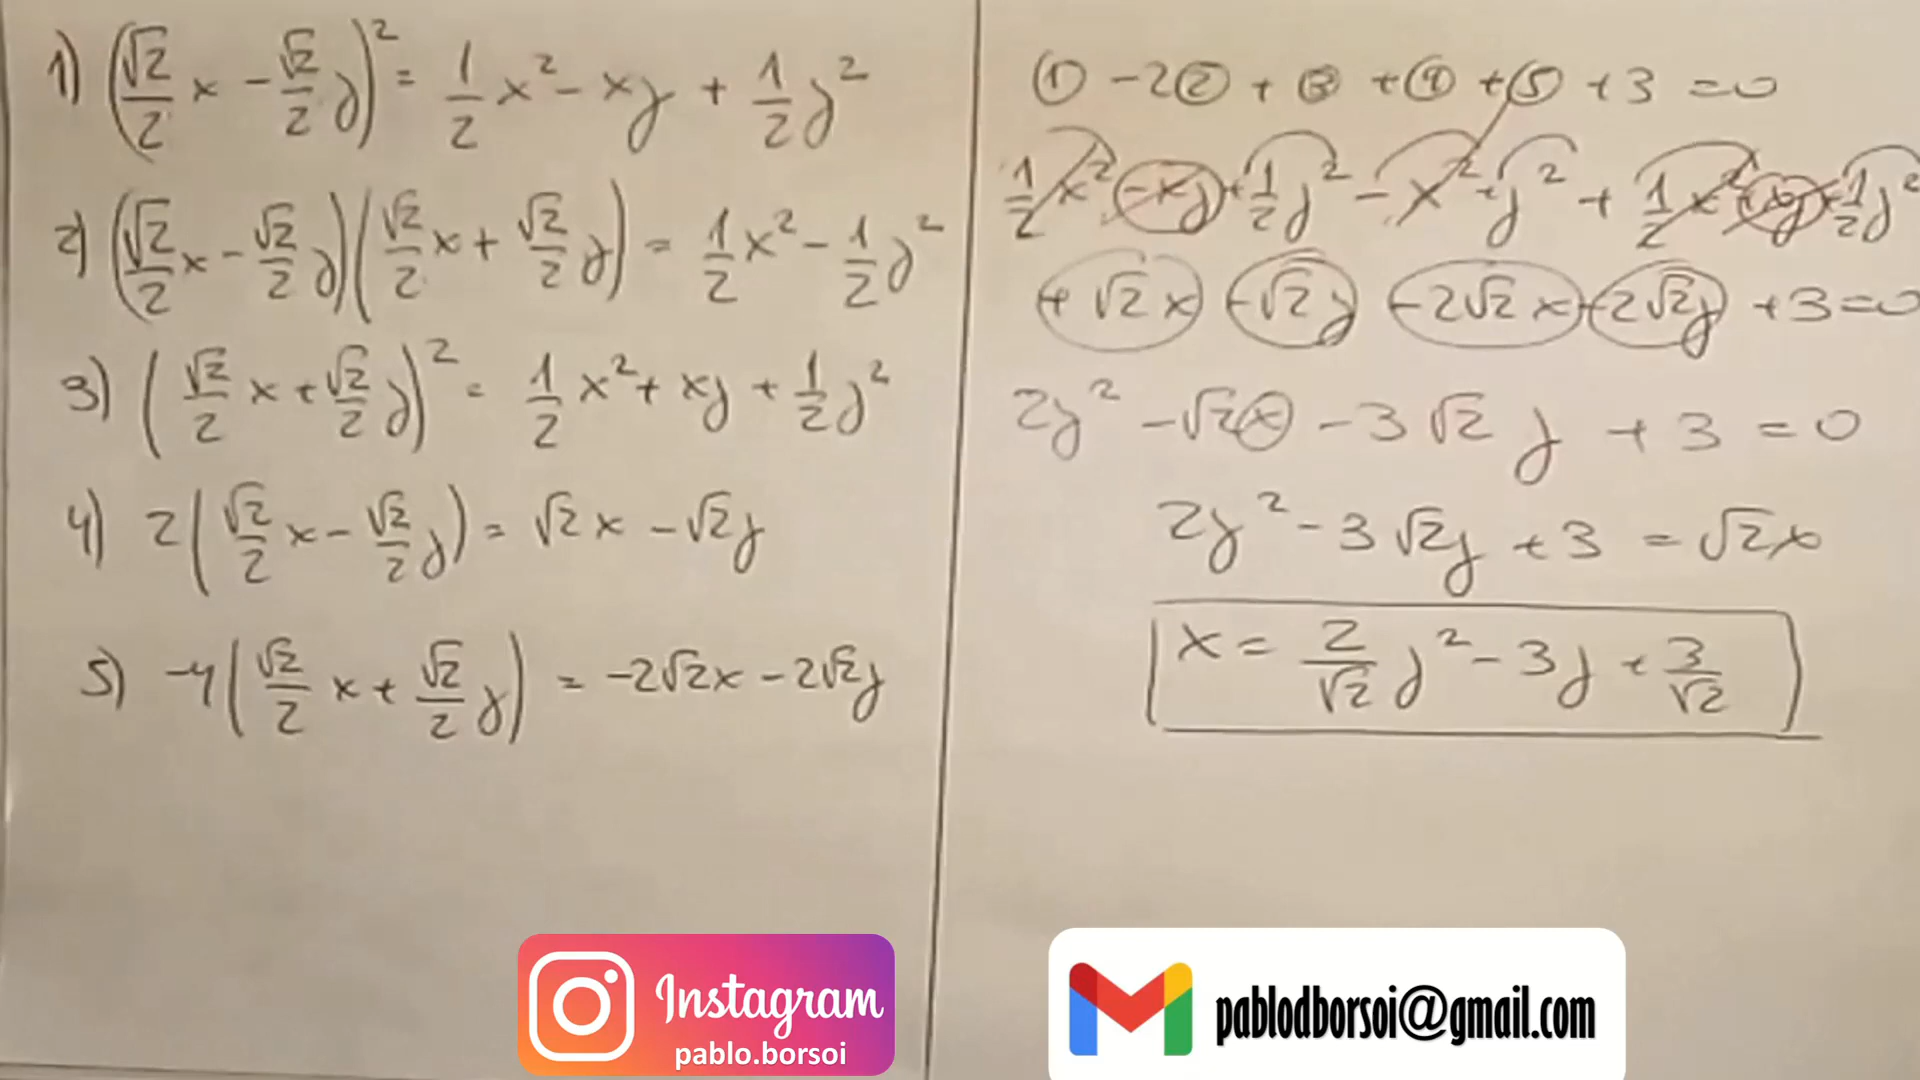 1) (√2/2 x - √2/2 y)² = 1/2 x² - xy + 1/2 y²
2) (√2/2 x - √2/2 y)(√2/2 x + √2/2 y) = 1/2 x² - 1/2 y²
3) (√2/2 x + √2/2 y)² = 1/2 x² + xy + 1/2 y²
4) 2(√2/2 x - √2/2 y) = √2 x - √2 y
5) -4(√2/2 x + √2/2 y) = -2√2 x - 2√2 y
① - 2② + ③ + ④ + ⑤ + 3 = 0
1/2 x² - xy + 1/2 y² - x² + y² + 1/2 x² + xy + 1/2 y²
+ √2 x - √2 y - 2√2 x - 2√2 y + 3 = 0
2y² - √2 x - 3√2 y + 3 = 0
2y² - 3√2 y + 3 = √2 x
x = 2/√2 y² - 3y + 3/√2
Instagram
pablo.borsoi
pablodborsoi@gmail.com